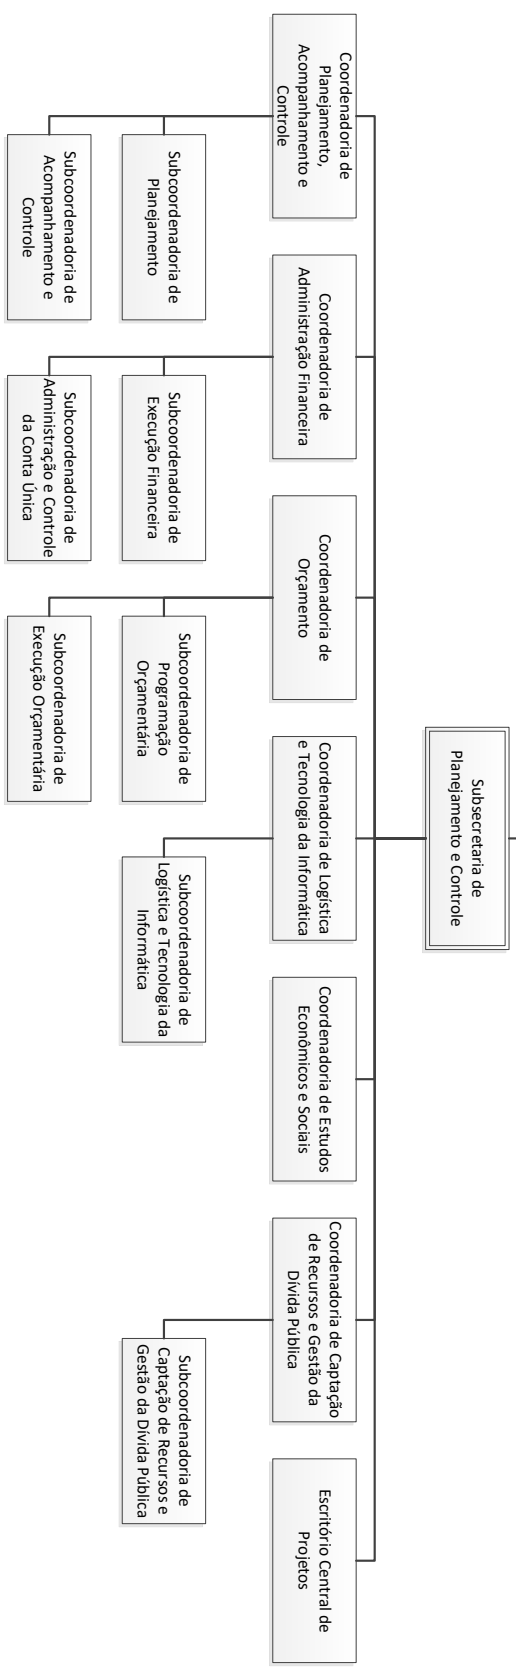 Subsecretaria de
Planejamento e Controle
Coordenadoria de
Planejamento,
Acompanhamento e
Controle
Coordenadoria de
Administração Financeira
Coordenadoria de
Orçamento
Coordenadoria de Logística
e Tecnologia da Informática
Coordenadoria de Estudos
Econômicos e Sociais
Coordenadoria de Captação
de Recursos e Gestão da
Dívida Pública
Escritório Central de
Projetos
Subcoordenadoria de
Planejamento
Subcoordenadoria de
Execução Financeira
Subcoordenadoria de
Programação
Orçamentária
Subcoordenadoria de
Logística e Tecnologia da
Informática
Subcoordenadoria de
Captação de Recursos e
Gestão da Dívida Pública
Subcoordenadoria de
Acompanhamento e
Controle
Subcoordenadoria de
Administração e Controle
da Conta Única
Subcoordenadoria de
Execução Orçamentária